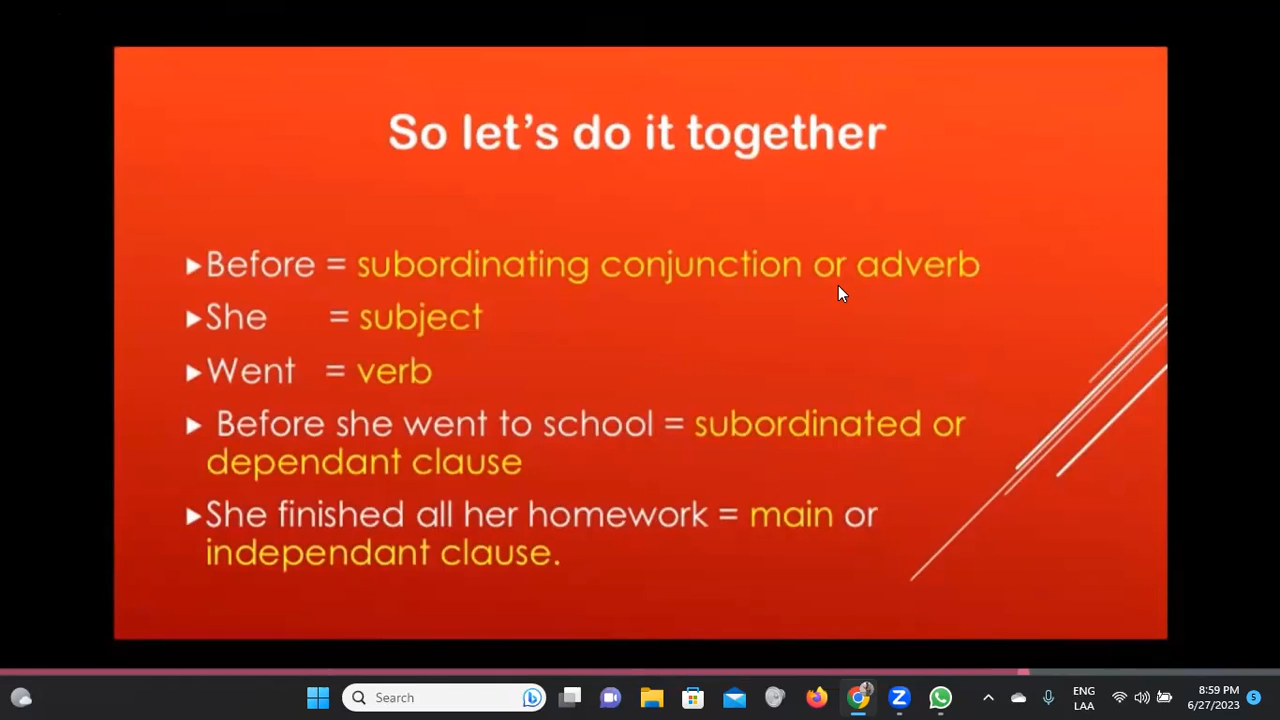 So let's do it together
▶Before = subordinating conjunction or adverb
▶She = subject
▶Went = verb
▶ Before she went to school = subordinated or
dependant clause
▶She finished all her homework = main or
independant clause.
Search
ENG
LAA
8:59 PM
6/27/2023
5